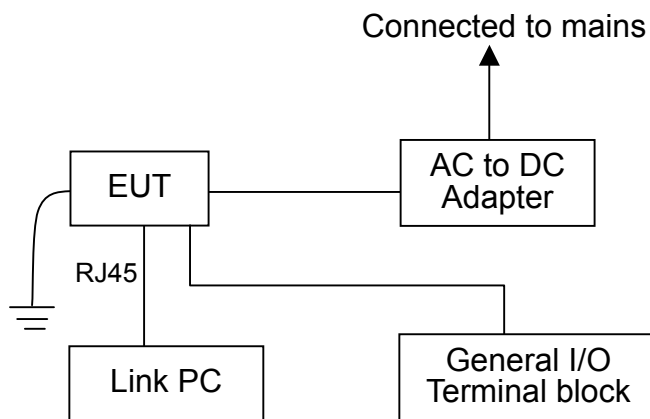 Connected to mains
EUT
AC to DC
Adapter
RJ45
Link PC
General I/O
Terminal block